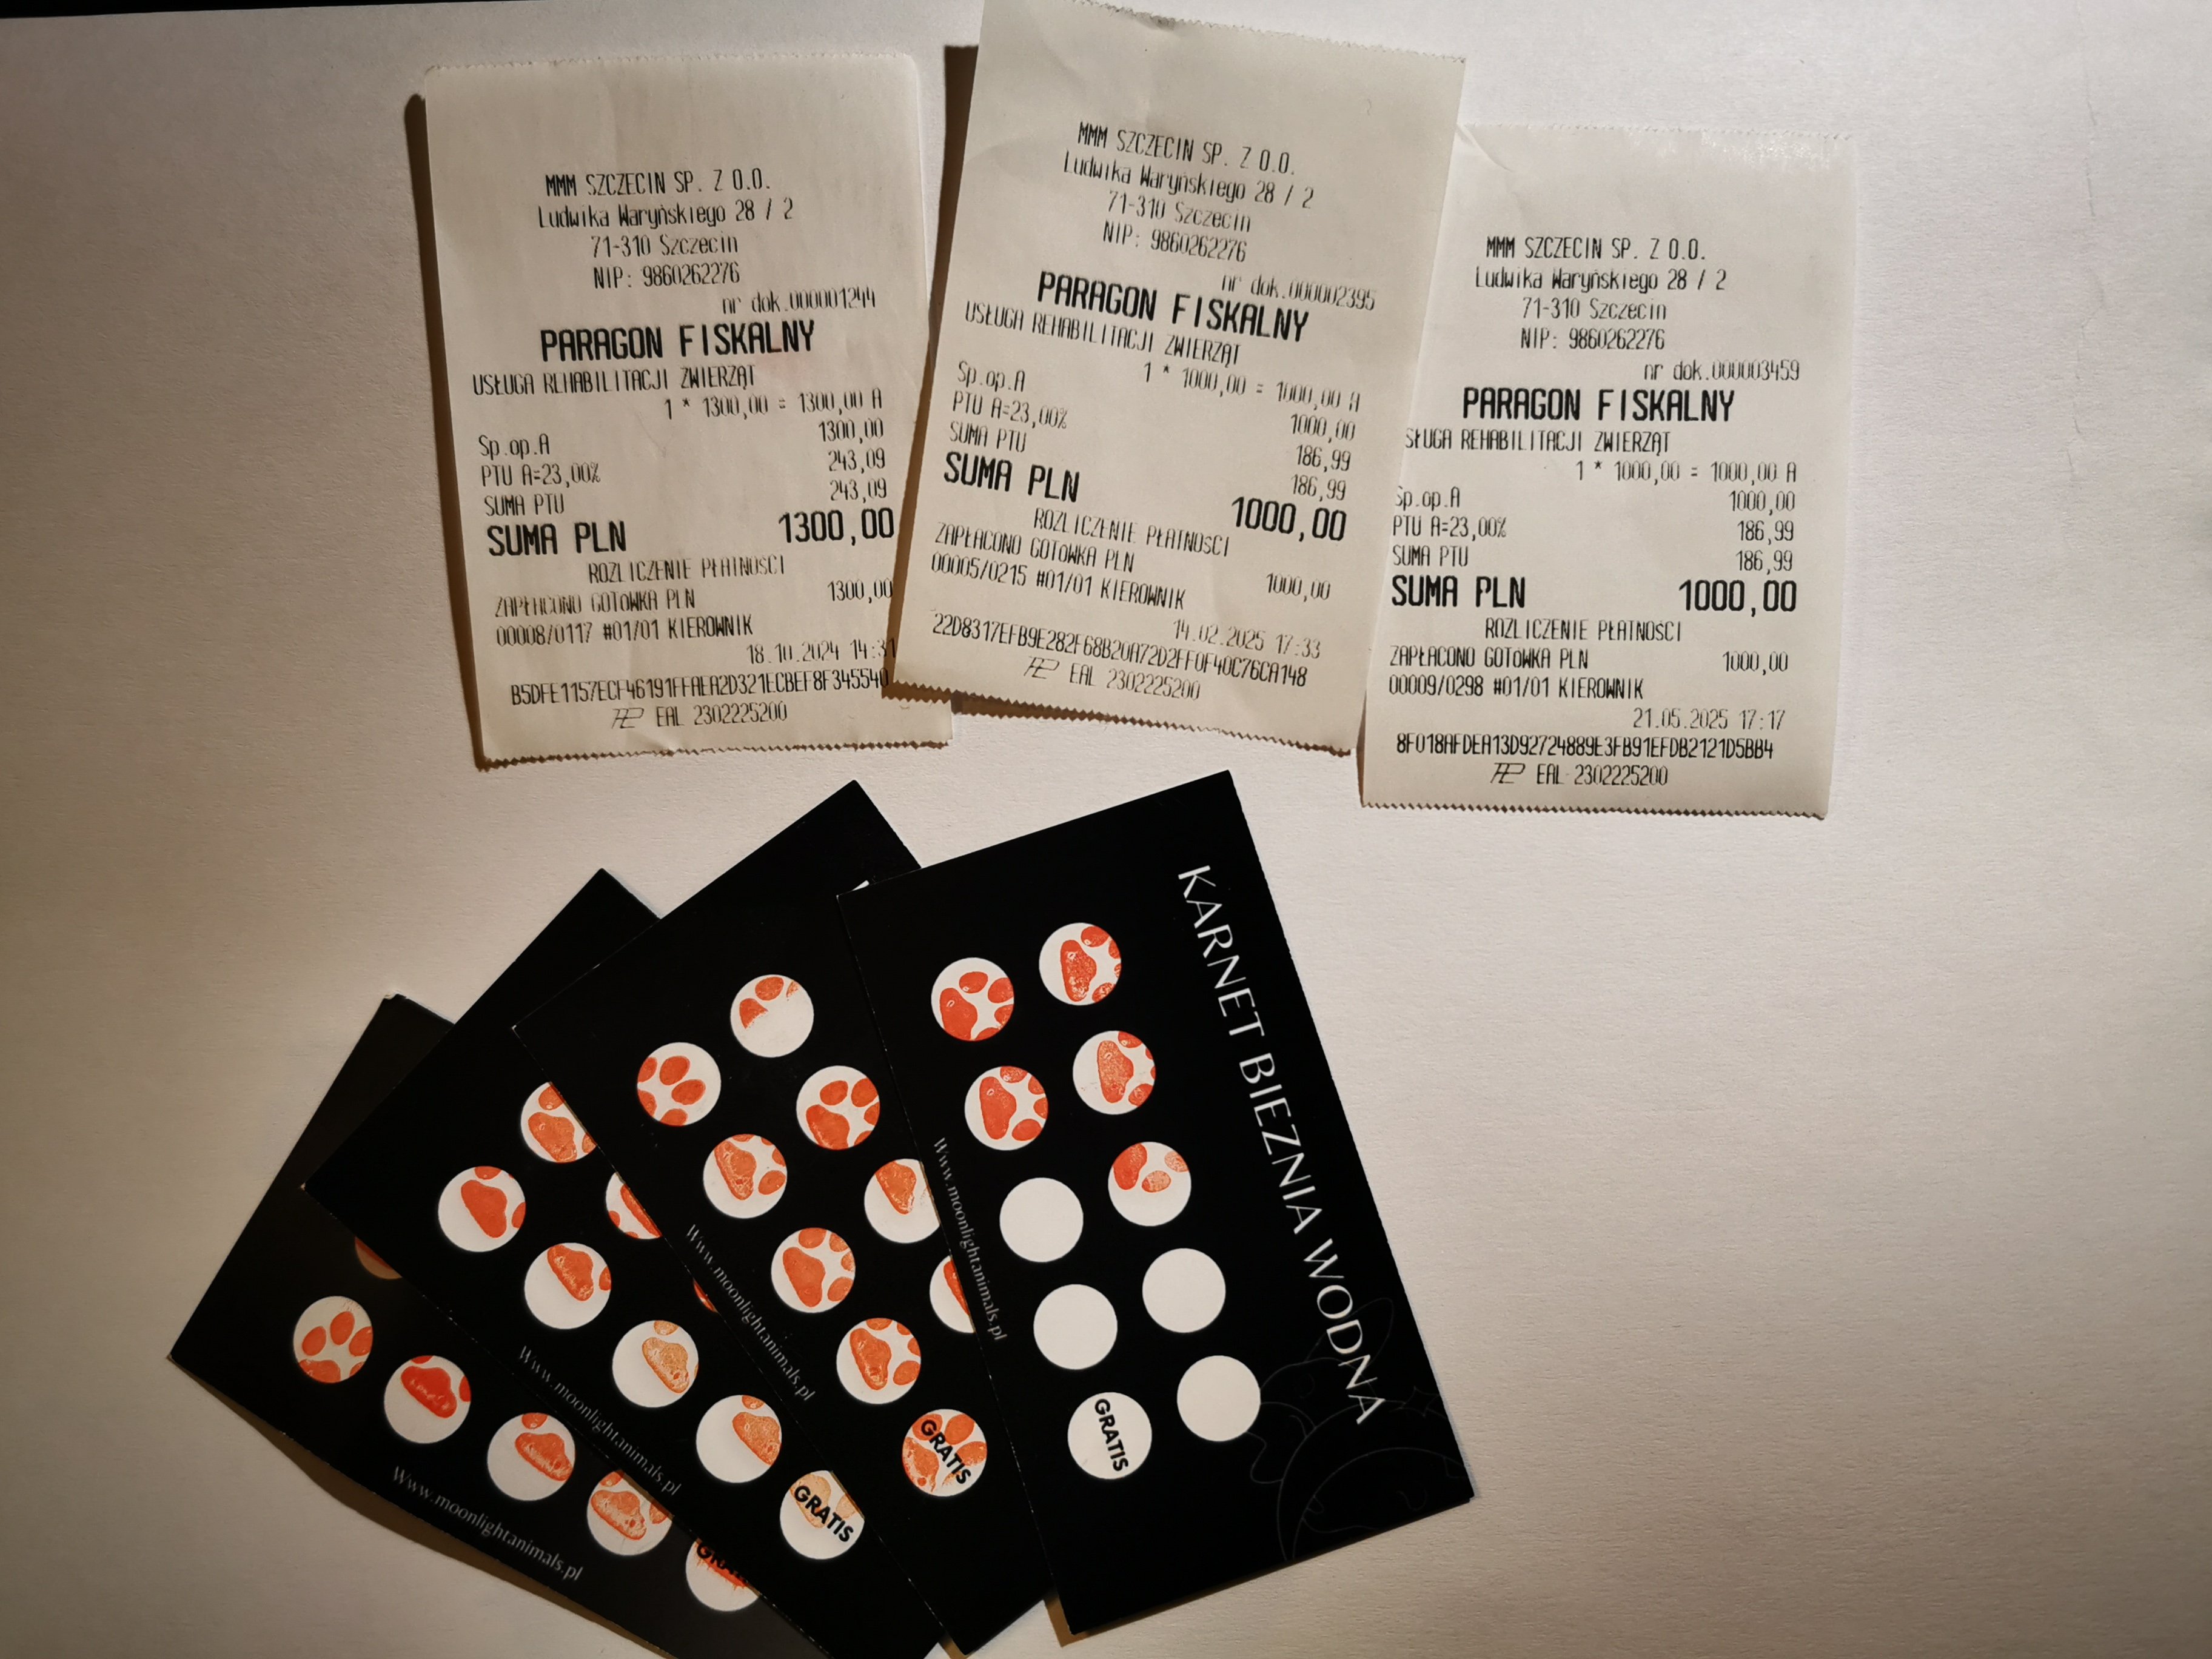 MMM SZCZECIN SP. Z O.O.
Ludwika Waryńskiego 28 / 2
71-310 Szczecin
NIP: 9860262276
nr dok.000001244
PARAGON FISKALNY
USŁUGA REHABILITACJI ZWIERZĄT
1 * 1300,00 = 1300,00 A
Sp.op.A 1300,00
PTU A=23,00% 243,09
SUMA PTU 243,09
SUMA PLN 1300,00
ROZLICZENIE PŁATNOŚCI
ZAPŁACONO GOTÓWKA PLN 1300,00
00008/0117 #01/01 KIEROWNIK
18.10.2024 14:31
B5DFE1157ECF46191FFAEA2D321ECBEF8F345540
EAL 2302225200
MMM SZCZECIN SP. Z O.O.
Ludwika Waryńskiego 28 / 2
71-310 Szczecin
NIP: 9860262276
nr dok.000002395
PARAGON FISKALNY
USŁUGA REHABILITACJI ZWIERZĄT
1 * 1000,00 = 1000,00 A
Sp.op.A 1000,00
PTU A=23,00% 186,99
SUMA PTU 186,99
SUMA PLN 1000,00
ROZLICZENIE PŁATNOŚCI
ZAPŁACONO GOTÓWKA PLN 1000,00
00005/0215 #01/01 KIEROWNIK
14.02.2025 17:33
22D8317EFB9E282F68B20A72D2FF0F40C76CA148
EAL 2302225200
MMM SZCZECIN SP. Z O.O.
Ludwika Waryńskiego 28 / 2
71-310 Szczecin
NIP: 9860262276
nr dok.000003459
PARAGON FISKALNY
SŁUGA REHABILITACJI ZWIERZĄT
1 * 1000,00 = 1000,00 A
Sp.op.A 1000,00
PTU A=23,00% 186,99
SUMA PTU 186,99
SUMA PLN 1000,00
ROZLICZENIE PŁATNOŚCI
ZAPŁACONO GOTÓWKA PLN 1000,00
00009/0298 #01/01 KIEROWNIK
21.05.2025 17:17
8F018AFDEA13D92724889E3FB91EFDB2121D5BB4
EAL 2302225200
KARNET BIEŻNIA WODNA
GRATIS
Www.moonlightanimals.pl
GRATIS
Www.moonlightanimals.pl
GRATIS
Www.moonlightanimals.pl
Www.moonlightanimals.pl